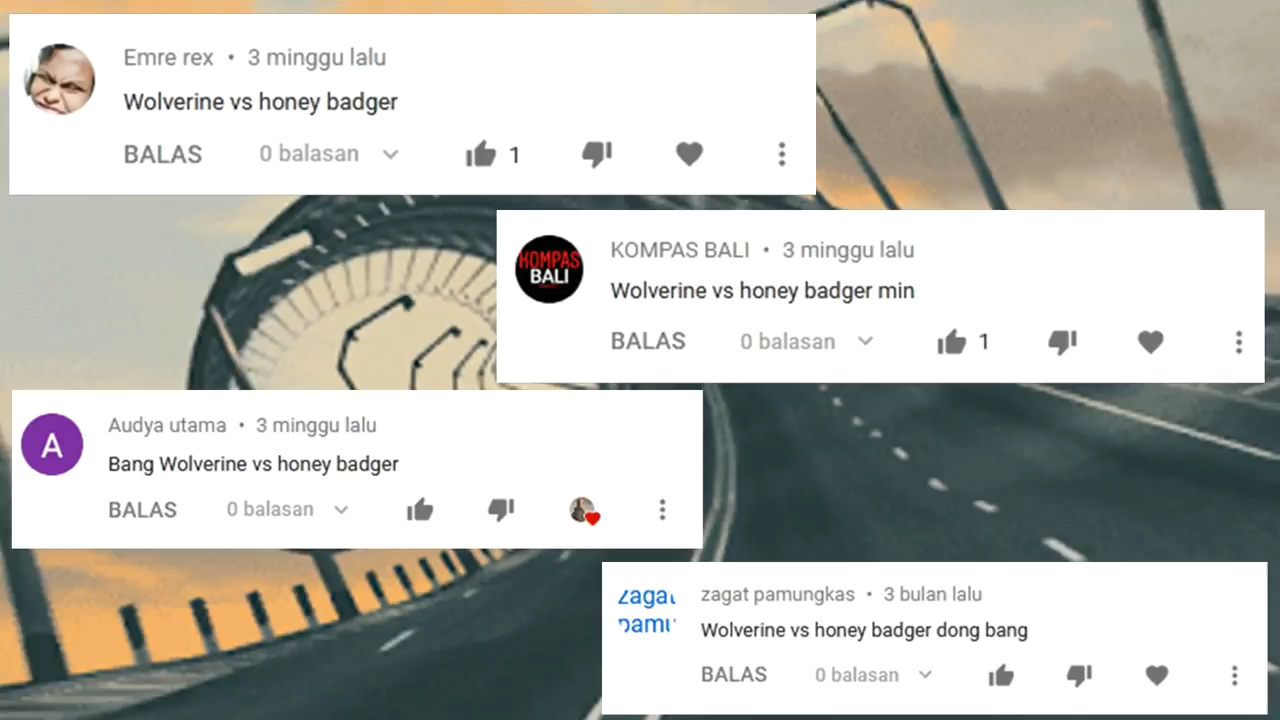 Emre rex • 3 minggu lalu
Wolverine vs honey badger
BALAS 0 balasan 1
KOMPAS
BALI
KOMPAS BALI • 3 minggu lalu
Wolverine vs honey badger min
BALAS 0 balasan 1
A
Audya utama • 3 minggu lalu
Bang Wolverine vs honey badger
BALAS 0 balasan
zagat pamungkas • 3 bulan lalu
Wolverine vs honey badger dong bang
BALAS 0 balasan